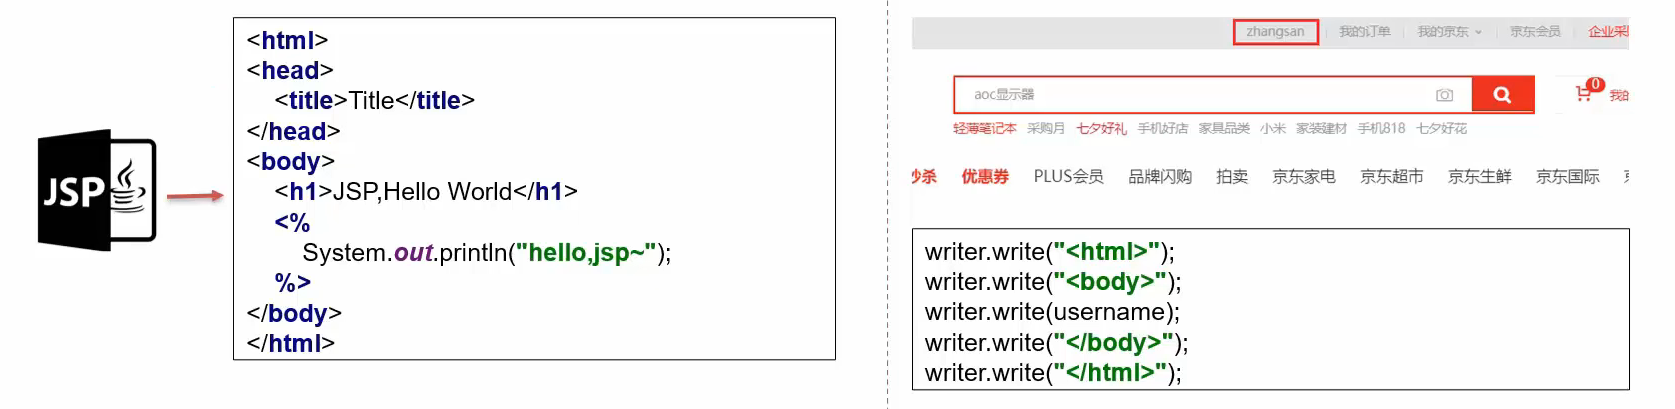 JSP
<html>
<head>
<title>Title</title>
</head>
<body>
<h1>JSP,Hello World</h1>
<%
System.out.println("hello,jsp~");
%>
</body>
</html>
zhangsan 我的订单 我的京东 京东会员 企业采
aoc显示器
0
我的
轻薄笔记本 采购月 七夕好礼 手机好店 家具品类 小米 家装建材 手机818 七夕好花
秒杀 优惠券 PLUS会员 品牌闪购 拍卖 京东家电 京东超市 京东生鲜 京东国际
writer.write("<html>");
writer.write("<body>");
writer.write(username);
writer.write("</body>");
writer.write("</html>");